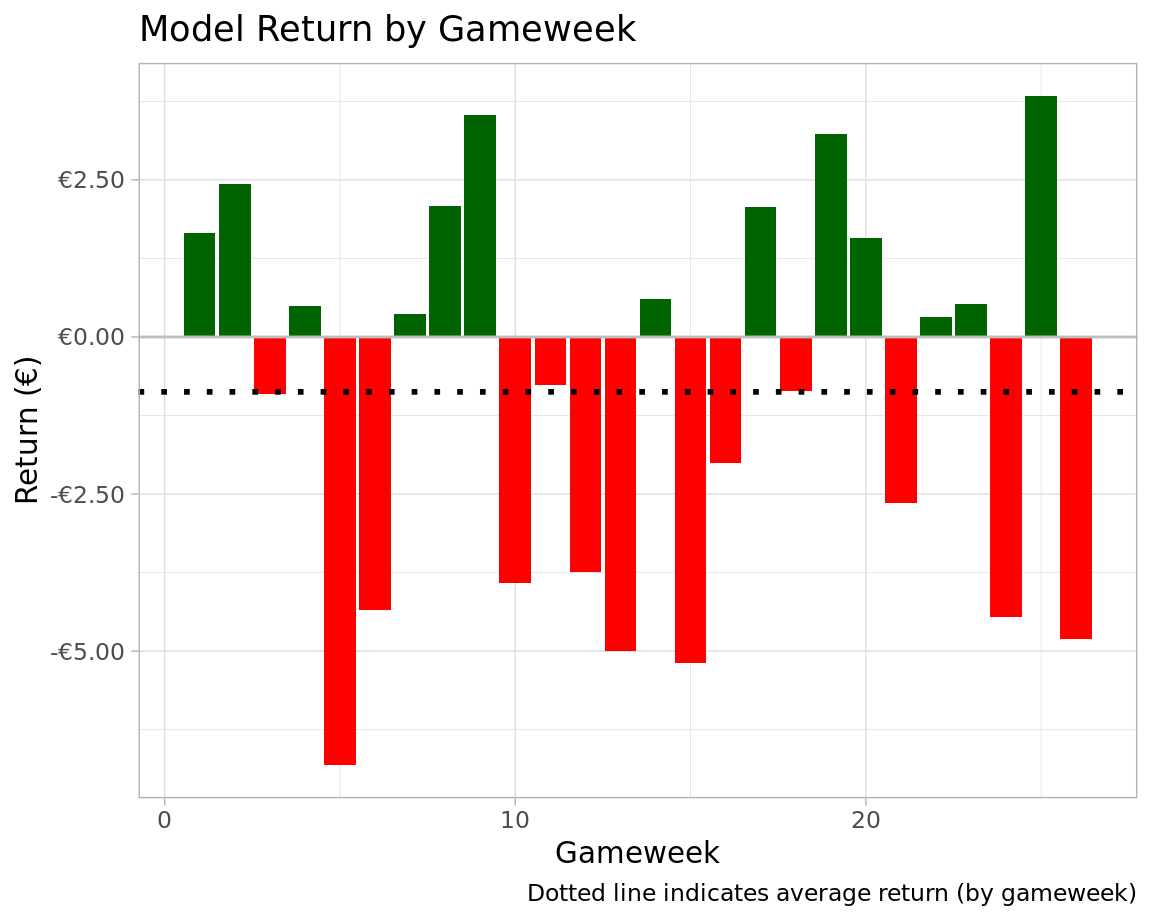 Model Return by Gameweek
€2.50
€0.00
-€2.50
-€5.00
Return (€)
0 10 20
Gameweek
Dotted line indicates average return (by gameweek)